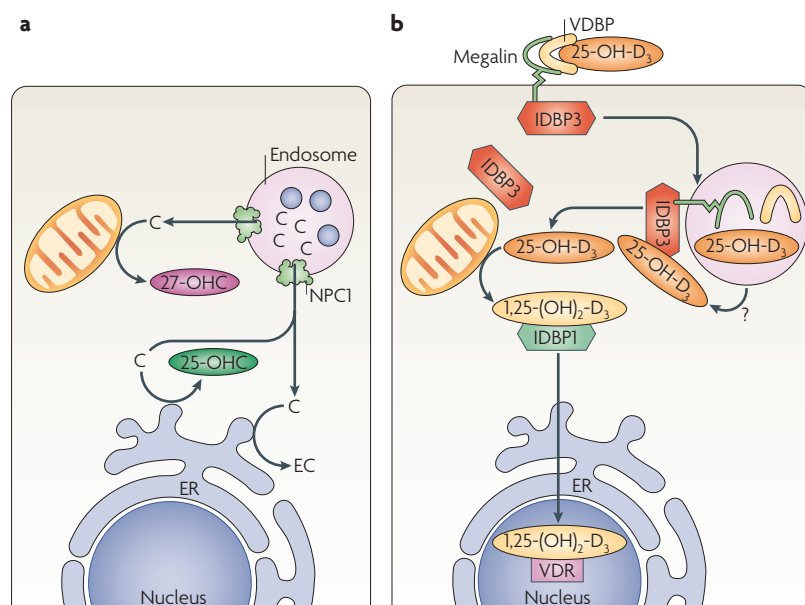 a
Endosome
C
C
C
C
C
C
27-OHC
NPC1
C
25-OHC
C
EC
ER
Nucleus
b
VDBP
Megalin
25-OH-D₃
IDBP3
IDBP3
IDBP3
25-OH-D₃
25-OH-D₃
25-OH-D₃
?
1,25-(OH)₂-D₃
IDBP1
ER
1,25-(OH)₂-D₃
VDR
Nucleus